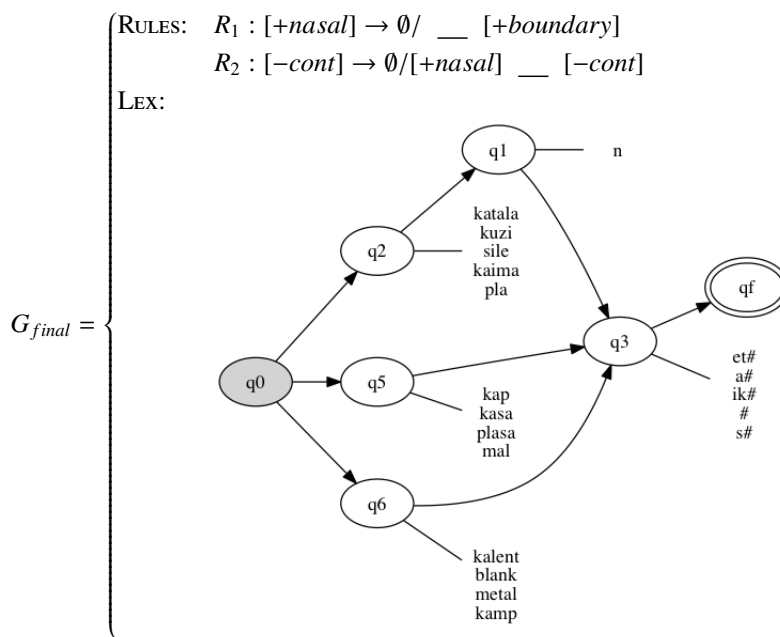 RULES: R₁ : [+nasal] → ∅/ __ [+boundary]
R₂ : [−cont] → ∅/[+nasal] __ [−cont]
LEX:
G_final =
q0
q2
katala
kuzi
sile
kaima
pla
q1
n
q5
kap
kasa
plasa
mal
q6
kalent
blank
metal
kamp
q3
et#
a#
ik#
#
s#
qf